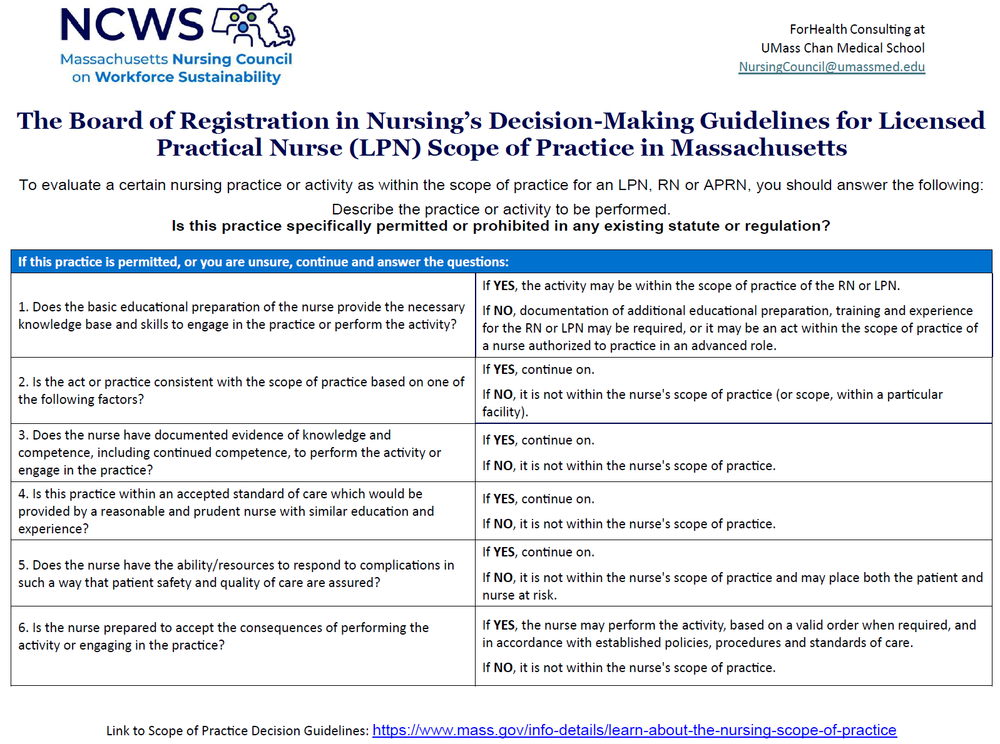 NCWS
Massachusetts Nursing Council
on Workforce Sustainability
ForHealth Consulting at
UMass Chan Medical School
NursingCouncil@umassmed.edu
The Board of Registration in Nursing’s Decision-Making Guidelines for Licensed
Practical Nurse (LPN) Scope of Practice in Massachusetts
To evaluate a certain nursing practice or activity as within the scope of practice for an LPN, RN or APRN, you should answer the following:
Describe the practice or activity to be performed.
Is this practice specifically permitted or prohibited in any existing statute or regulation?
If this practice is permitted, or you are unsure, continue and answer the questions:
1. Does the basic educational preparation of the nurse provide the necessary
knowledge base and skills to engage in the practice or perform the activity?
If YES, the activity may be within the scope of practice of the RN or LPN.
If NO, documentation of additional educational preparation, training and experience
for the RN or LPN may be required, or it may be an act within the scope of practice of
a nurse authorized to practice in an advanced role.
2. Is the act or practice consistent with the scope of practice based on one of
the following factors?
If YES, continue on.
If NO, it is not within the nurse's scope of practice (or scope, within a particular
facility).
3. Does the nurse have documented evidence of knowledge and
competence, including continued competence, to perform the activity or
engage in the practice?
If YES, continue on.
If NO, it is not within the nurse's scope of practice.
4. Is this practice within an accepted standard of care which would be
provided by a reasonable and prudent nurse with similar education and
experience?
If YES, continue on.
If NO, it is not within the nurse's scope of practice.
5. Does the nurse have the ability/resources to respond to complications in
such a way that patient safety and quality of care are assured?
If YES, continue on.
If NO, it is not within the nurse's scope of practice and may place both the patient and
nurse at risk.
6. Is the nurse prepared to accept the consequences of performing the
activity or engaging in the practice?
If YES, the nurse may perform the activity, based on a valid order when required, and
in accordance with established policies, procedures and standards of care.
If NO, it is not within the nurse's scope of practice.
Link to Scope of Practice Decision Guidelines: https://www.mass.gov/info-details/learn-about-the-nursing-scope-of-practice